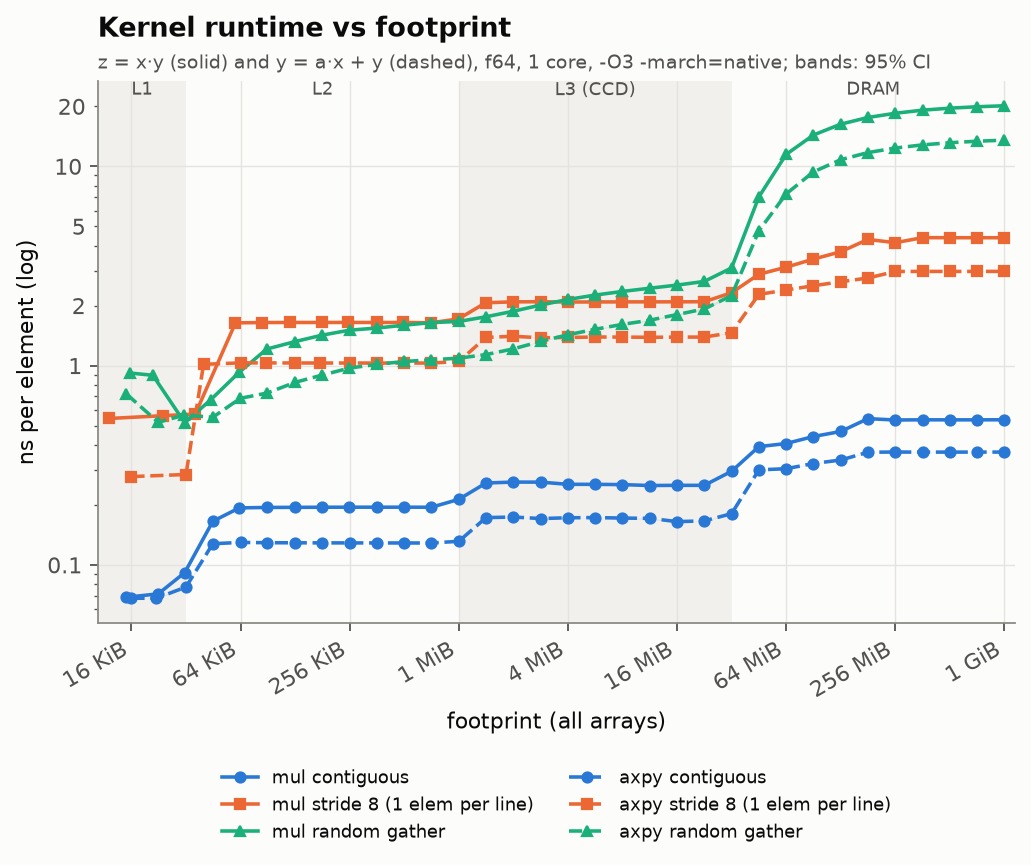 Kernel runtime vs footprint
z = x·y (solid) and y = a·x + y (dashed), f64, 1 core, -O3 -march=native; bands: 95% CI
L1 L2 L3 (CCD) DRAM
20
10
5
2
1
0.1
ns per element (log)
16 KiB 64 KiB 256 KiB 1 MiB 4 MiB 16 MiB 64 MiB 256 MiB 1 GiB
footprint (all arrays)
mul contiguous axpy contiguous
mul stride 8 (1 elem per line) axpy stride 8 (1 elem per line)
mul random gather axpy random gather